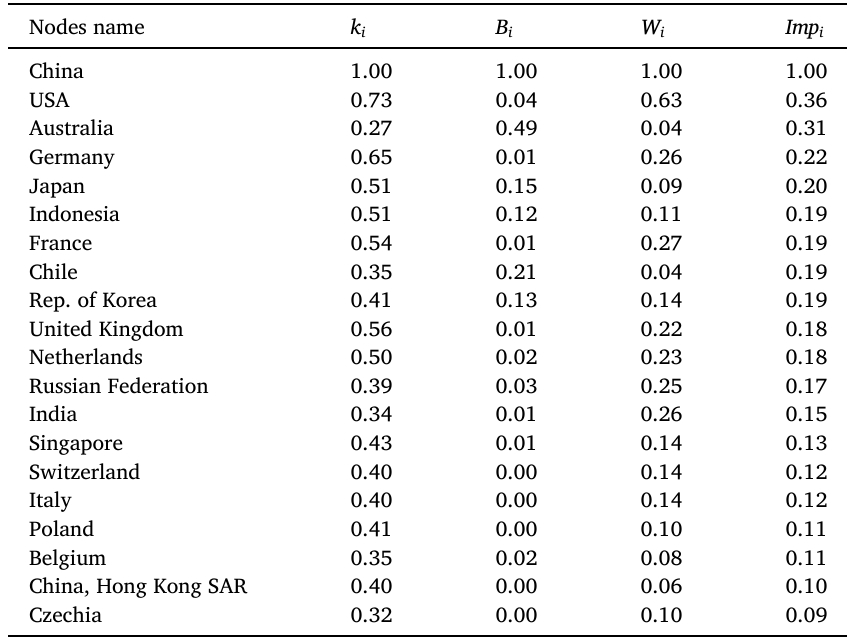 Nodes name k_i B_i W_i Imp_i
China 1.00 1.00 1.00 1.00
USA 0.73 0.04 0.63 0.36
Australia 0.27 0.49 0.04 0.31
Germany 0.65 0.01 0.26 0.22
Japan 0.51 0.15 0.09 0.20
Indonesia 0.51 0.12 0.11 0.19
France 0.54 0.01 0.27 0.19
Chile 0.35 0.21 0.04 0.19
Rep. of Korea 0.41 0.13 0.14 0.19
United Kingdom 0.56 0.01 0.22 0.18
Netherlands 0.50 0.02 0.23 0.18
Russian Federation 0.39 0.03 0.25 0.17
India 0.34 0.01 0.26 0.15
Singapore 0.43 0.01 0.14 0.13
Switzerland 0.40 0.00 0.14 0.12
Italy 0.40 0.00 0.14 0.12
Poland 0.41 0.00 0.10 0.11
Belgium 0.35 0.02 0.08 0.11
China, Hong Kong SAR 0.40 0.00 0.06 0.10
Czechia 0.32 0.00 0.10 0.09